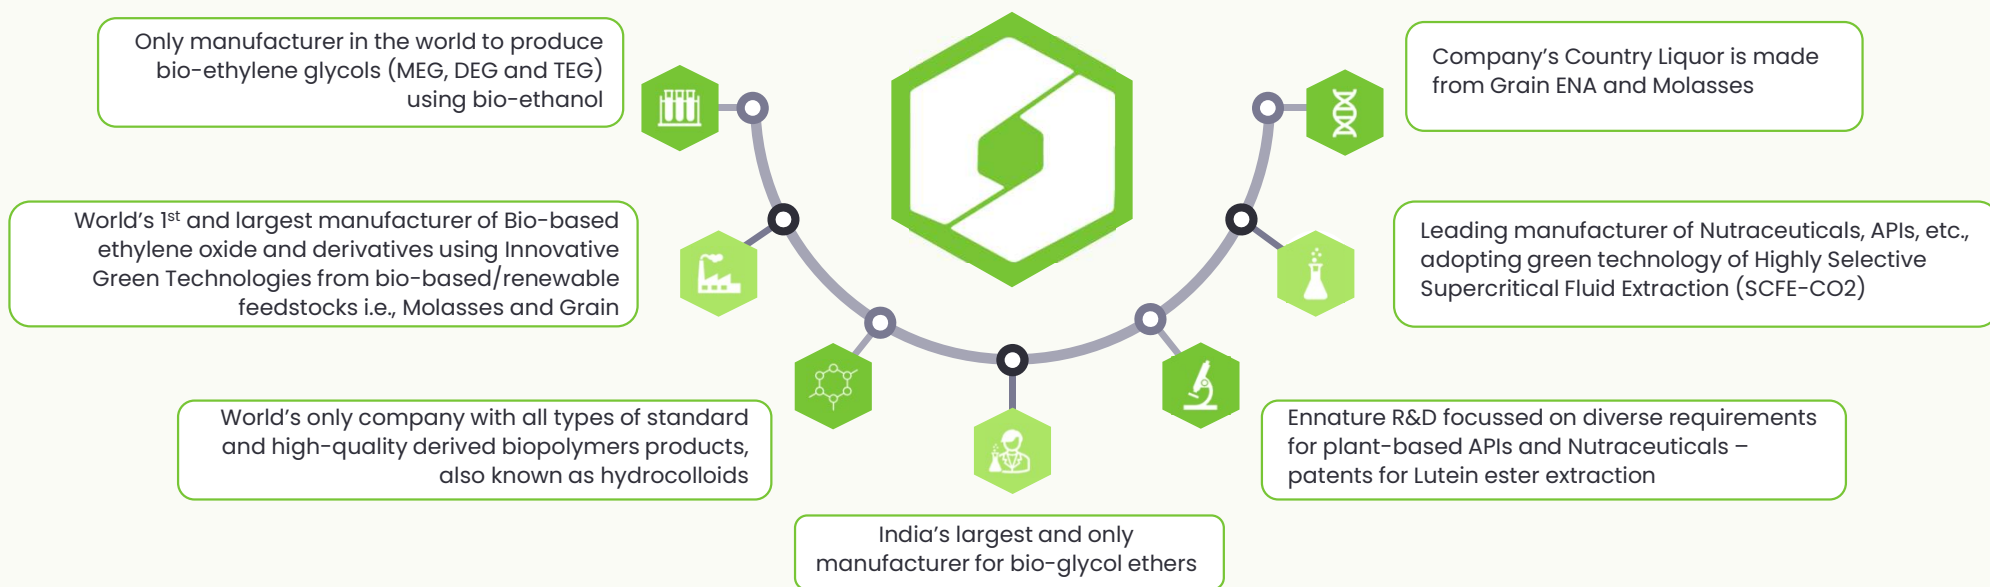 Only manufacturer in the world to produce
bio-ethylene glycols (MEG, DEG and TEG)
using bio-ethanol
World's 1st and largest manufacturer of Bio-based
ethylene oxide and derivatives using Innovative
Green Technologies from bio-based/renewable
feedstocks i.e., Molasses and Grain
World's only company with all types of standard
and high-quality derived biopolymers products,
also known as hydrocolloids
India's largest and only
manufacturer for bio-glycol ethers
Ennature R&D focussed on diverse requirements
for plant-based APIs and Nutraceuticals –
patents for Lutein ester extraction
Leading manufacturer of Nutraceuticals, APIs, etc.,
adopting green technology of Highly Selective
Supercritical Fluid Extraction (SCFE-CO2)
Company's Country Liquor is made
from Grain ENA and Molasses